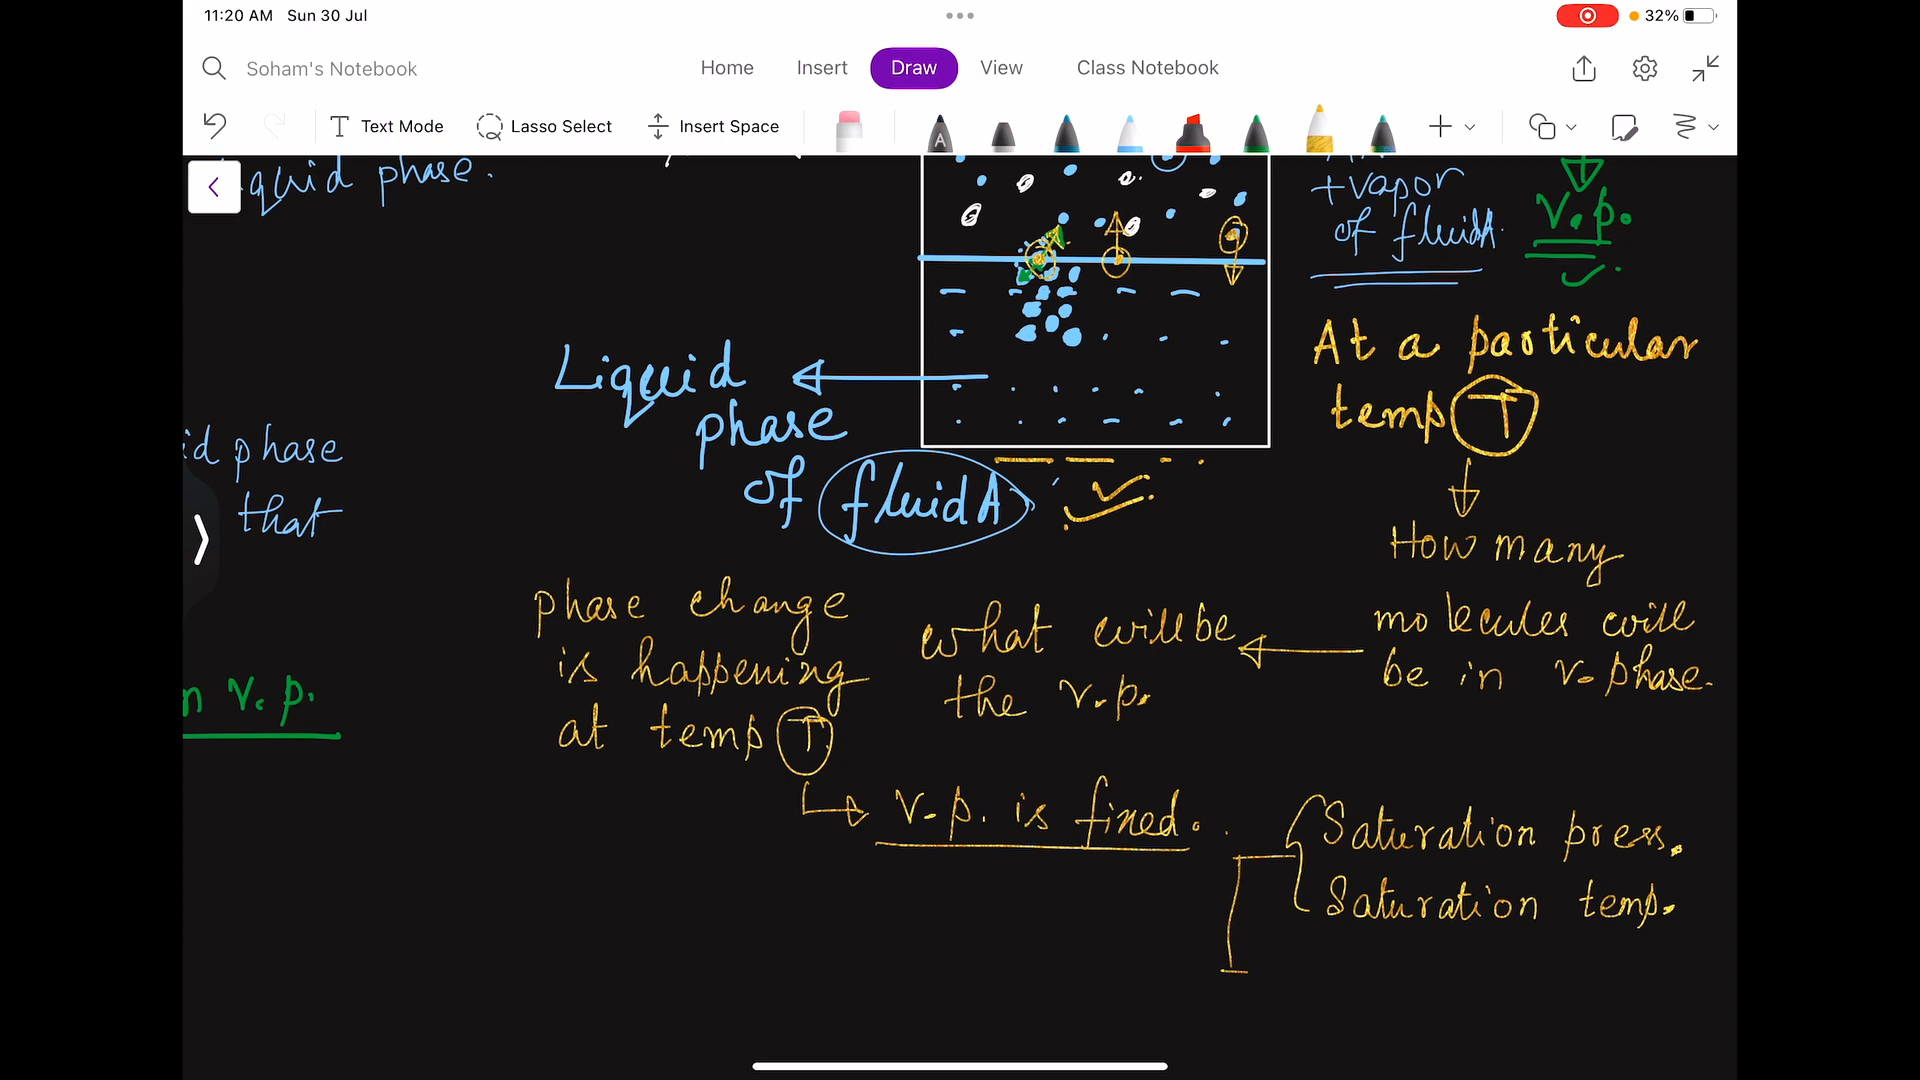 11:20 AM Sun 30 Jul
32%
Soham's Notebook
Home Insert Draw View Class Notebook
Text Mode Lasso Select Insert Space
A
quid phase.
+vapor
of fluidA.
v.p.
At a particular
temp T
Liquid
phase
of fluidA
id phase
that
How many
molecules will
be in v. phase.
what will be
the v.p.
phase change
is happening
at temp T
n v.p.
v.p. is fixed.
Saturation press.
Saturation temp.